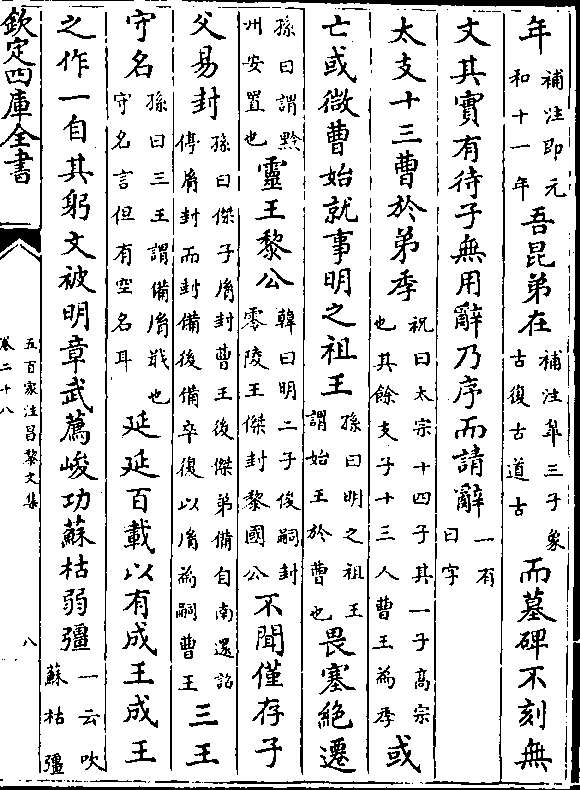 年補注即元和十一年吾昆弟在補注臯三子象古復古道古而墓碑不刻無
文其實有待子無用辭乃序而請辭一有曰字
太支十三曹於弟季祝曰太宗十四子其一子高宗也其餘支子十三人曹王為季或
亡或微曹始就事明之祖王孫曰明之祖王謂始王於曹也畏塞絶遷
孫曰謂黔州安置也靈王黎公韓曰明二子後嗣封零陵王傑封黎國公不聞僅存子
父易封孫曰傑子㣧封曹王後傑弟備自南還詔停㣧封而封備後備卒復以㣧為嗣曹王三王
守名孫曰三王謂備㣧戢也守名言但有空名耳延延百載以有成王成王
之作一自其躬文被明章武薦峻功蘇枯弱彊一云吹蘇枯彊
欽定四庫全書
五百家注昌黎文集
卷二十八
八